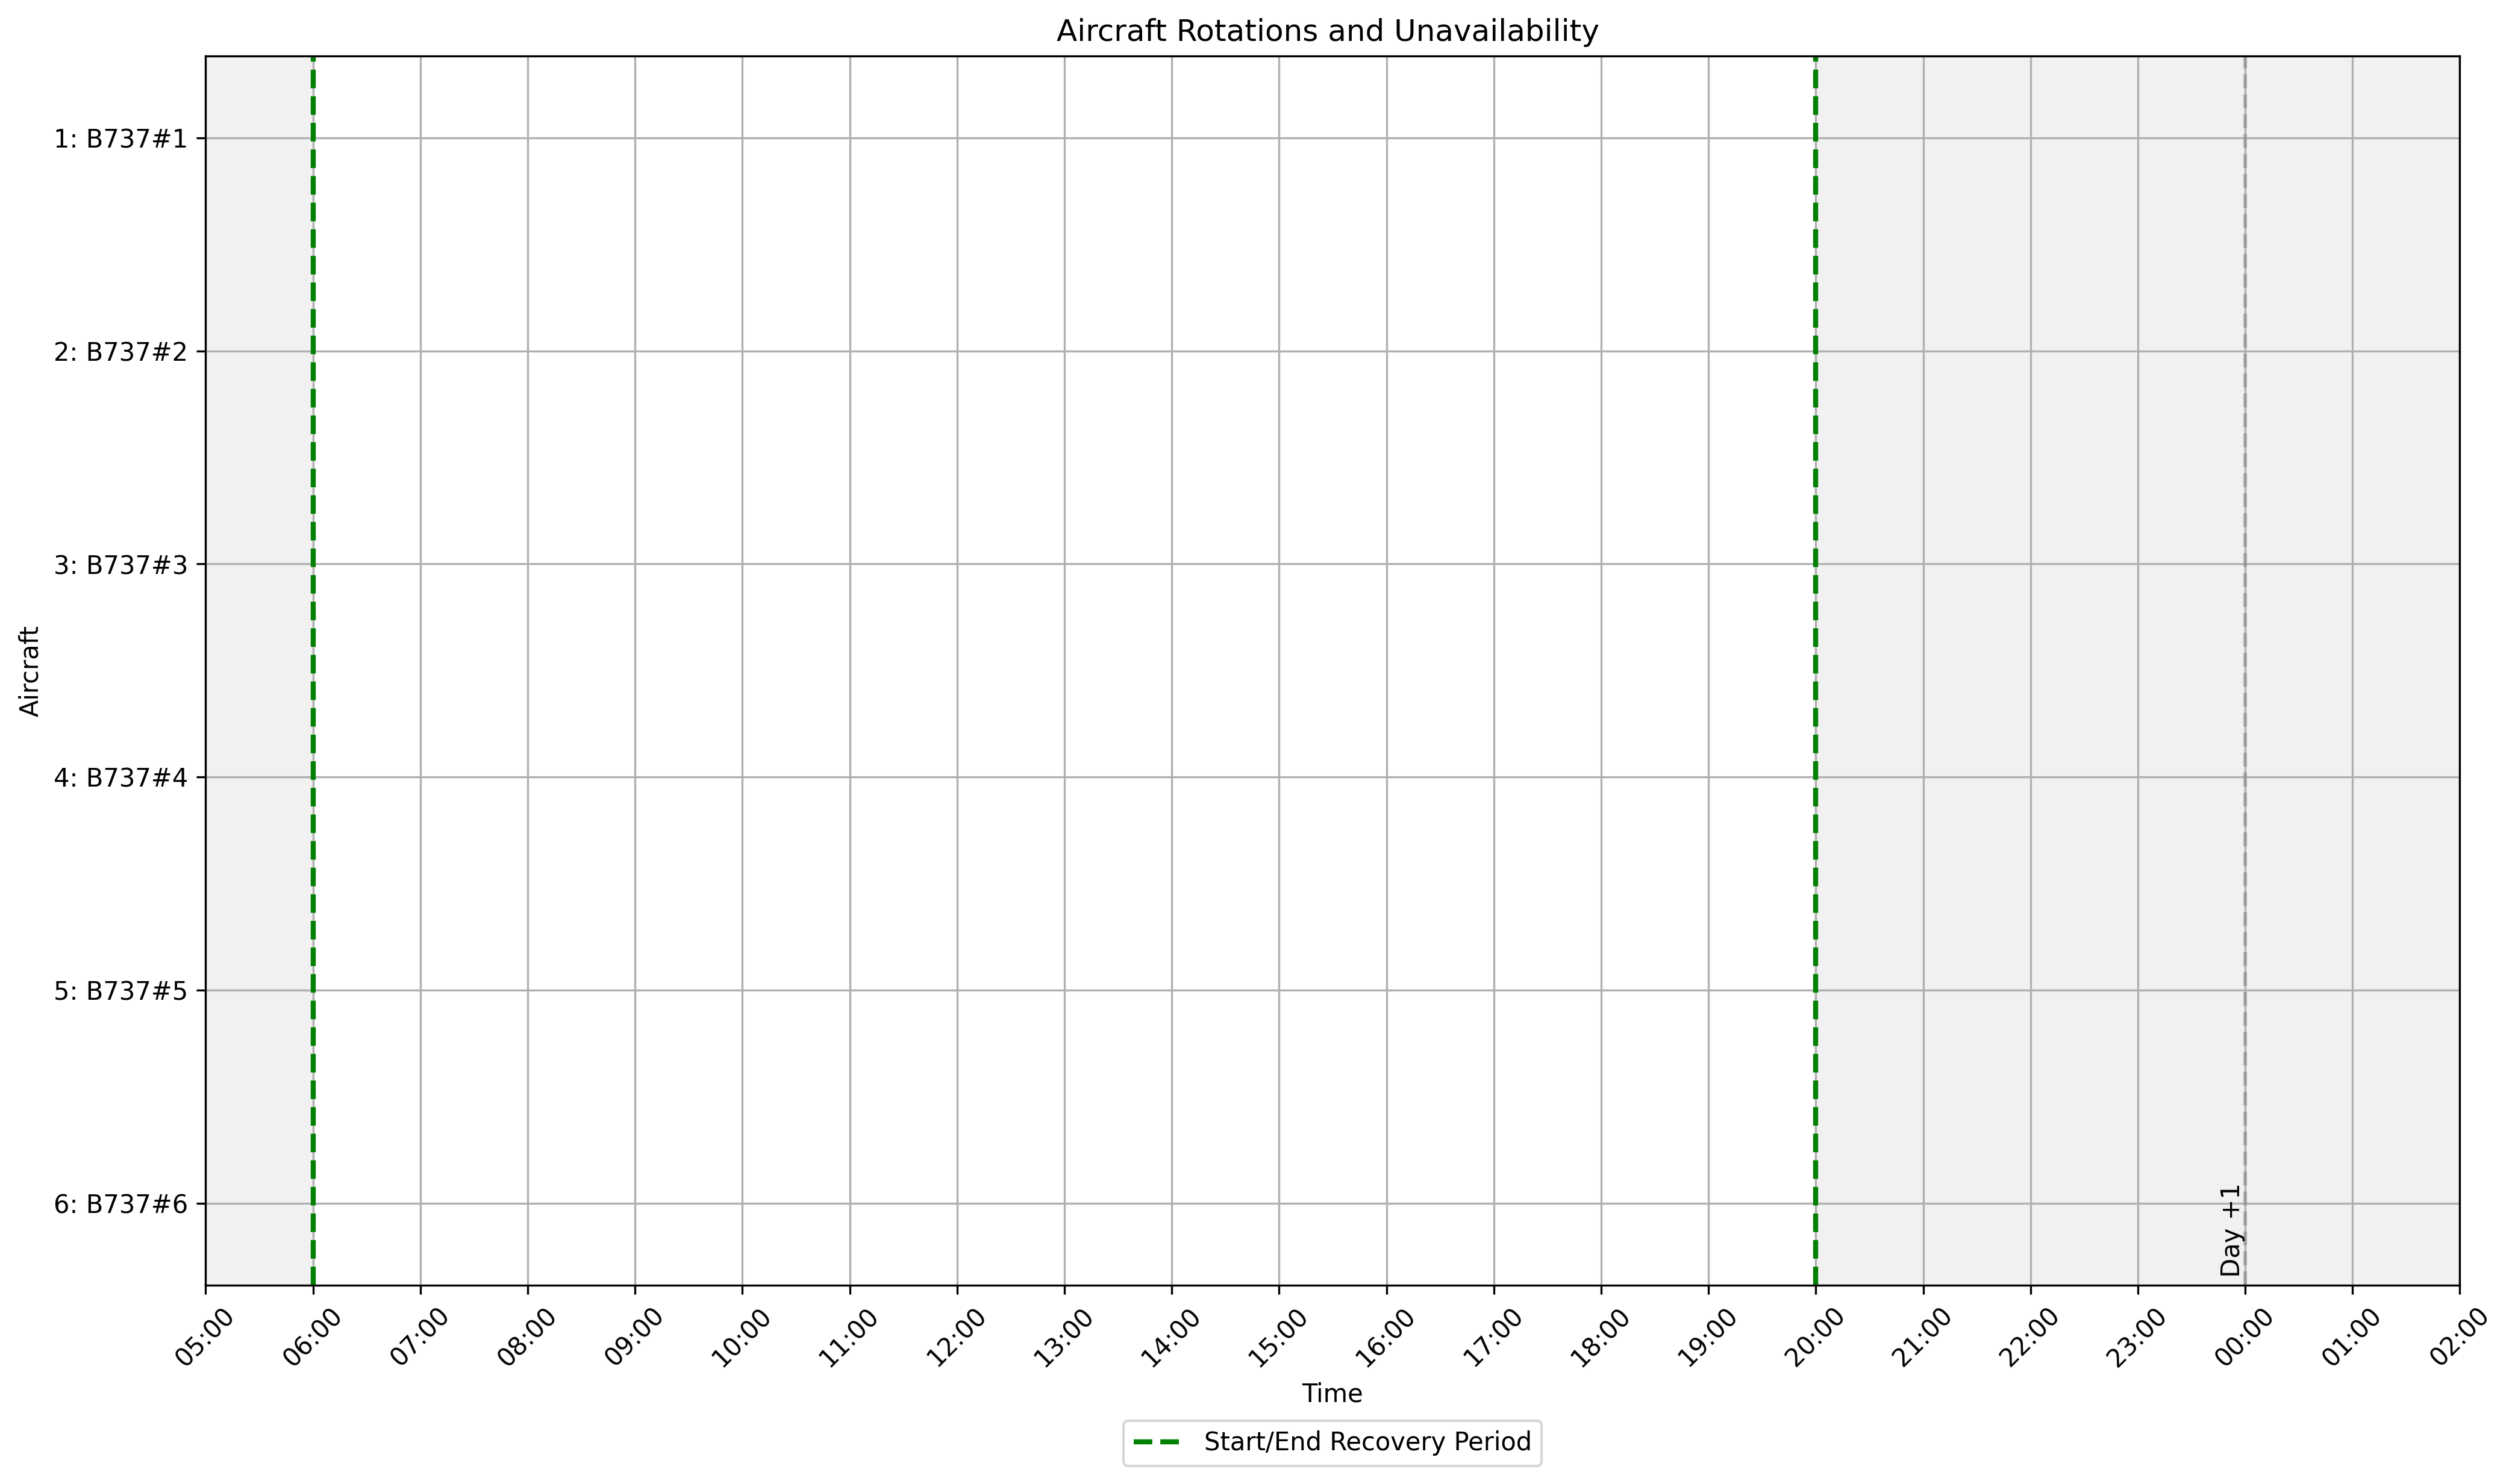 Aircraft Rotations and Unavailability
Aircraft
1: B737#1
2: B737#2
3: B737#3
4: B737#4
5: B737#5
6: B737#6
Day +1
05:00
06:00
07:00
08:00
09:00
10:00
11:00
12:00
13:00
14:00
15:00
16:00
17:00
18:00
19:00
20:00
21:00
22:00
23:00
00:00
01:00
02:00
Time
Start/End Recovery Period